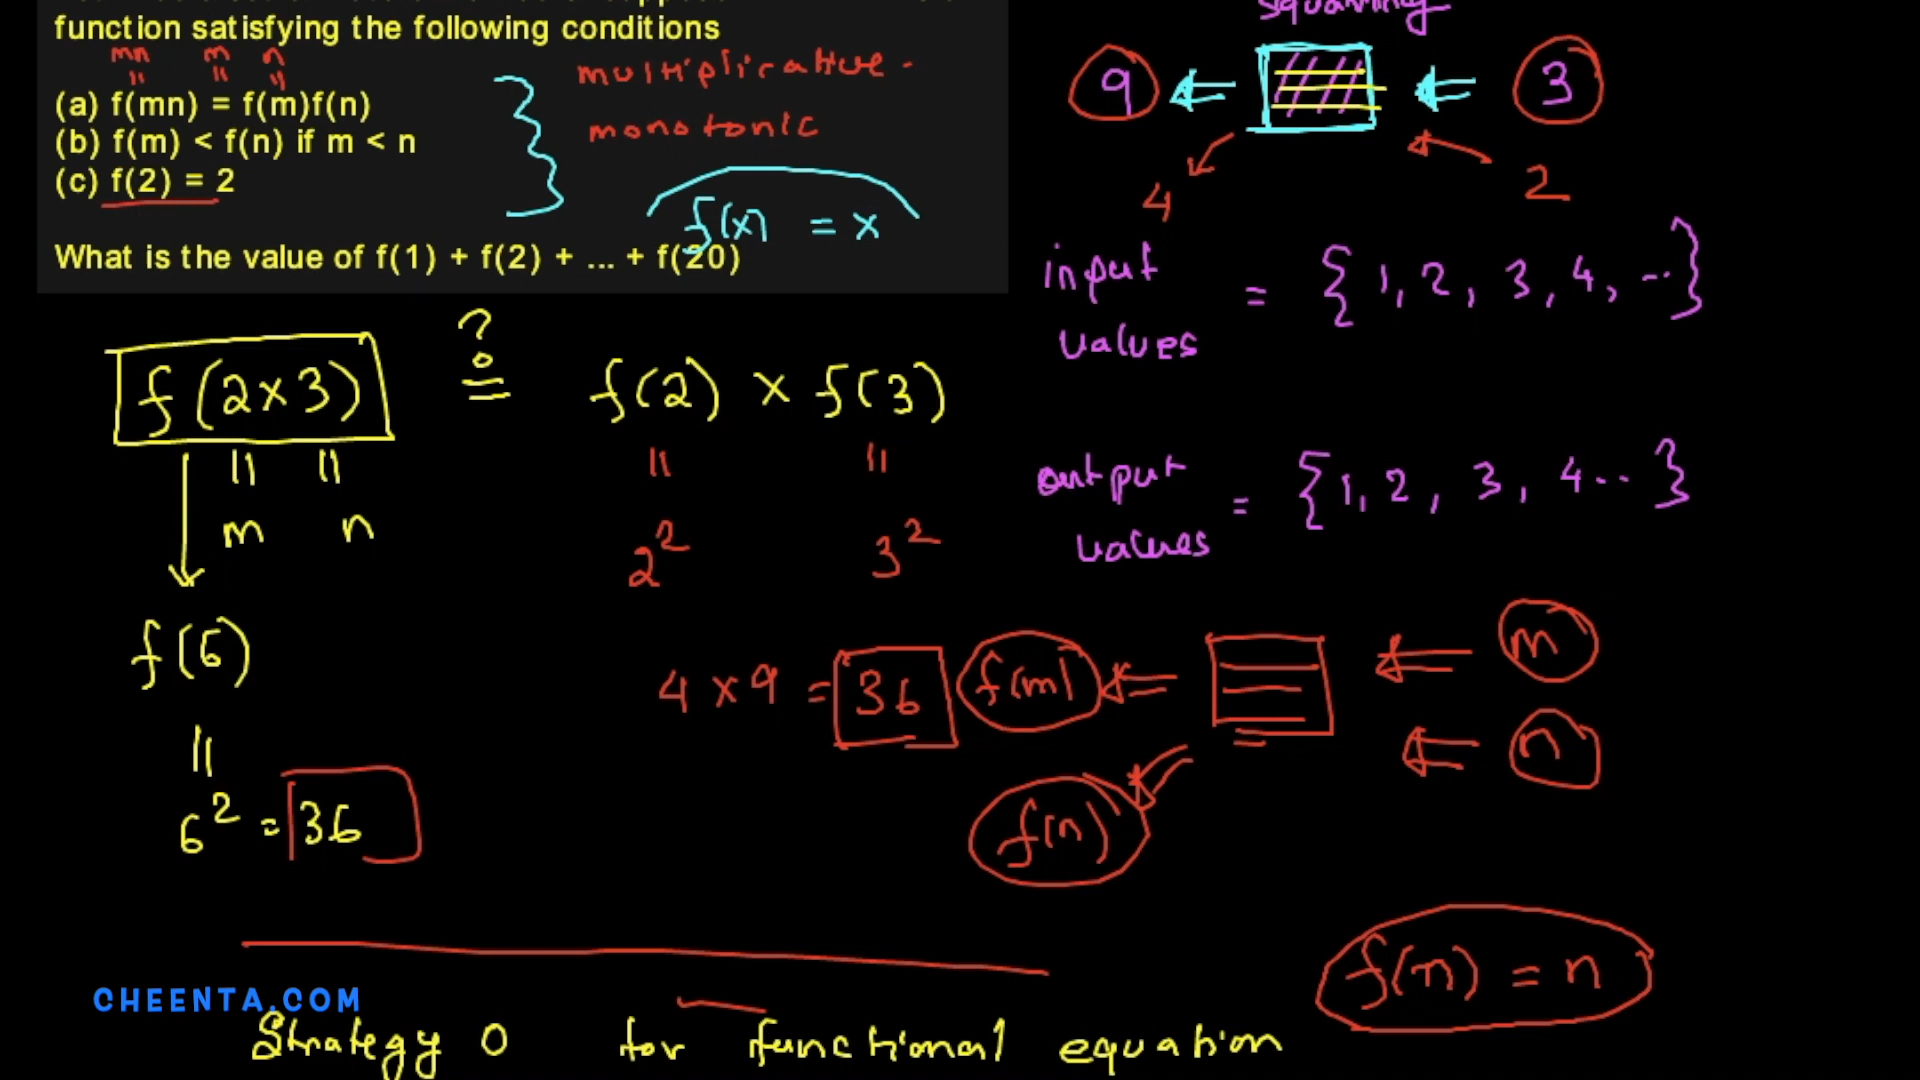 function satisfying the following conditions
mn m n
(a) f(mn) = f(m)f(n)
(b) f(m) < f(n) if m < n
(c) f(2) = 2
What is the value of f(1) + f(2) + ... + f(20)
multiplicative.
monotonic
f(x) = x
squaring
9 3
4 2
input values = { 1, 2, 3, 4, ... }
output values = { 1, 2, 3, 4 .. }
f(2×3) ?= f(2) × f(3)
m n
2² 3²
f(6)
4 × 9 = 36
6² = 36
f(m) m
f(n) n
f(n) = n
CHEENTA.COM
Strategy 0 for functional equation